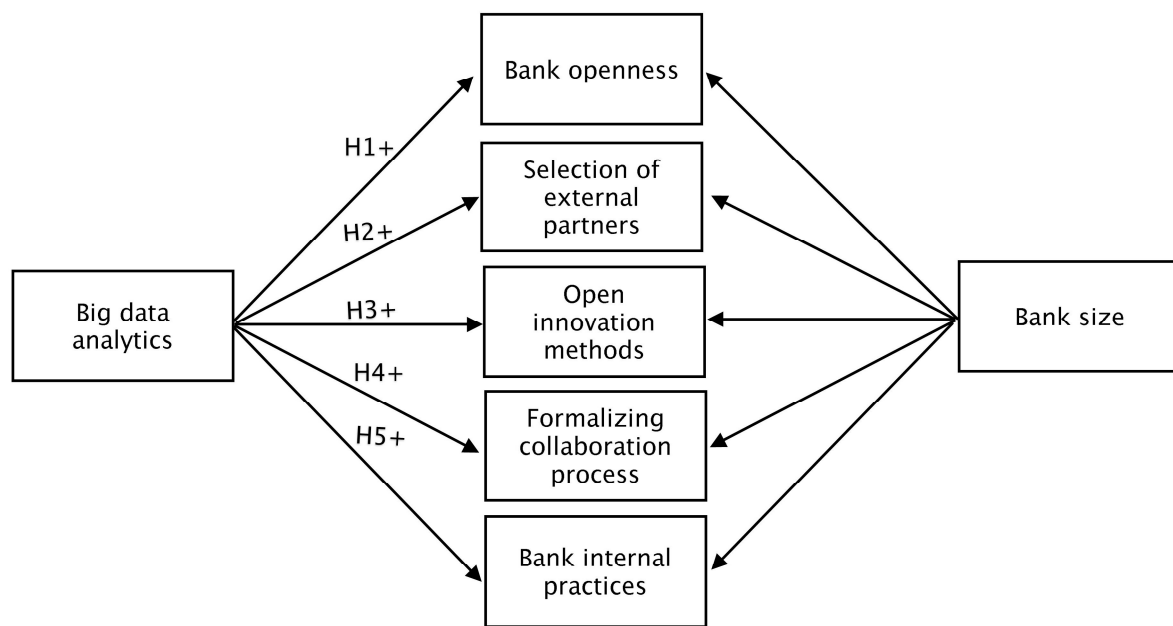 Bank openness
H1+
Selection of
external
partners
H2+
Big data
analytics
H3+
Open
innovation
methods
Bank size
H4+
Formalizing
collaboration
process
H5+
Bank internal
practices